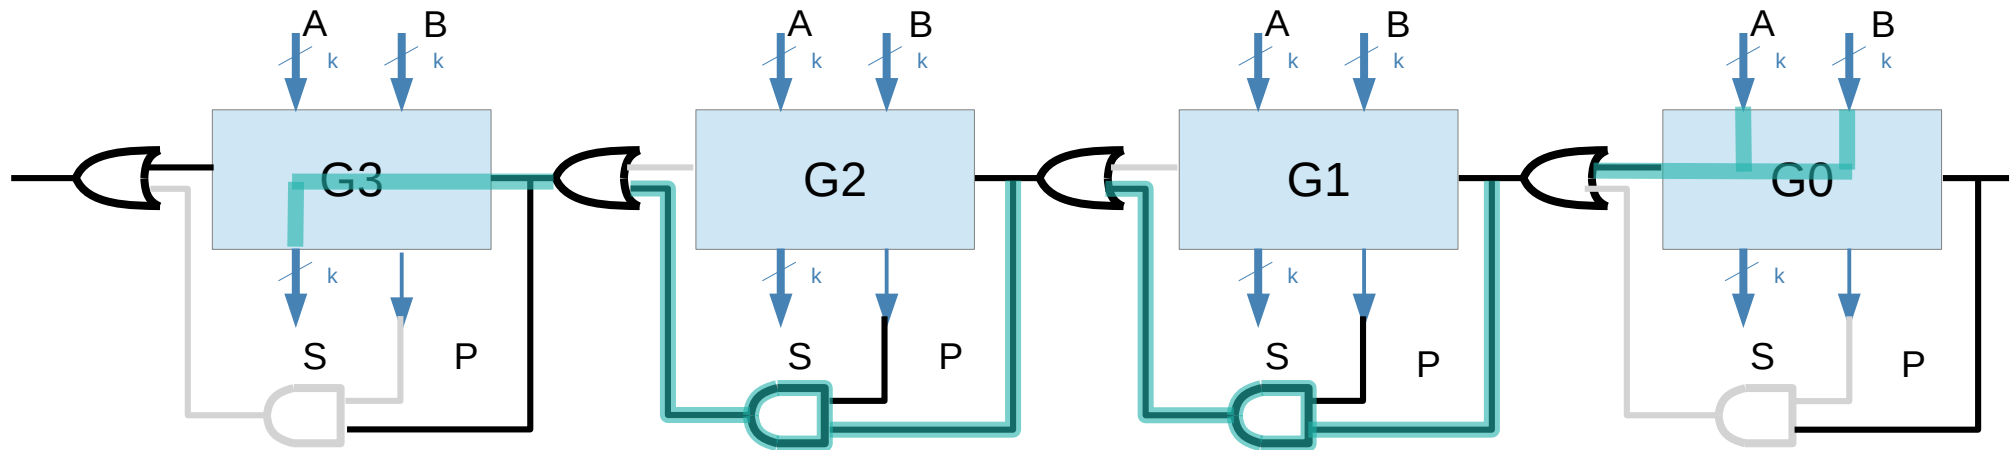 A B A B A B A B
k k k k k k k k
G3 G2 G1 G0
k k k k
S P S P S P S P